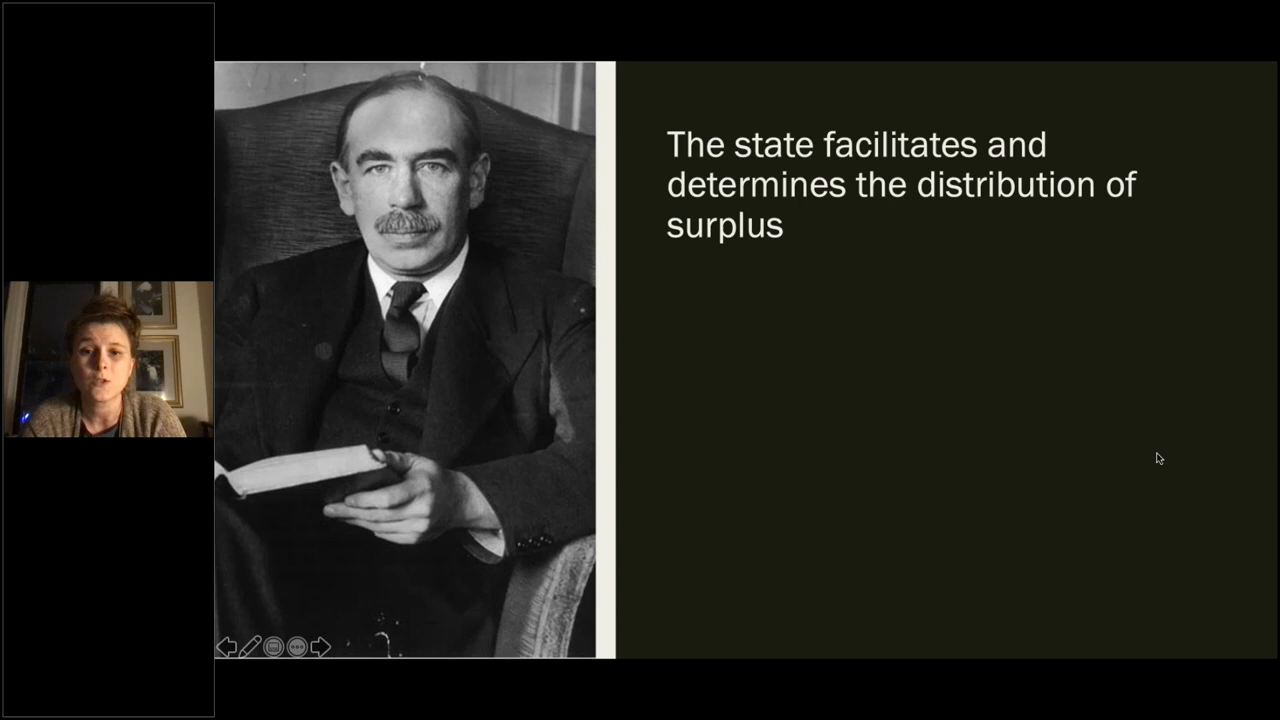 The state facilitates and
determines the distribution of
surplus